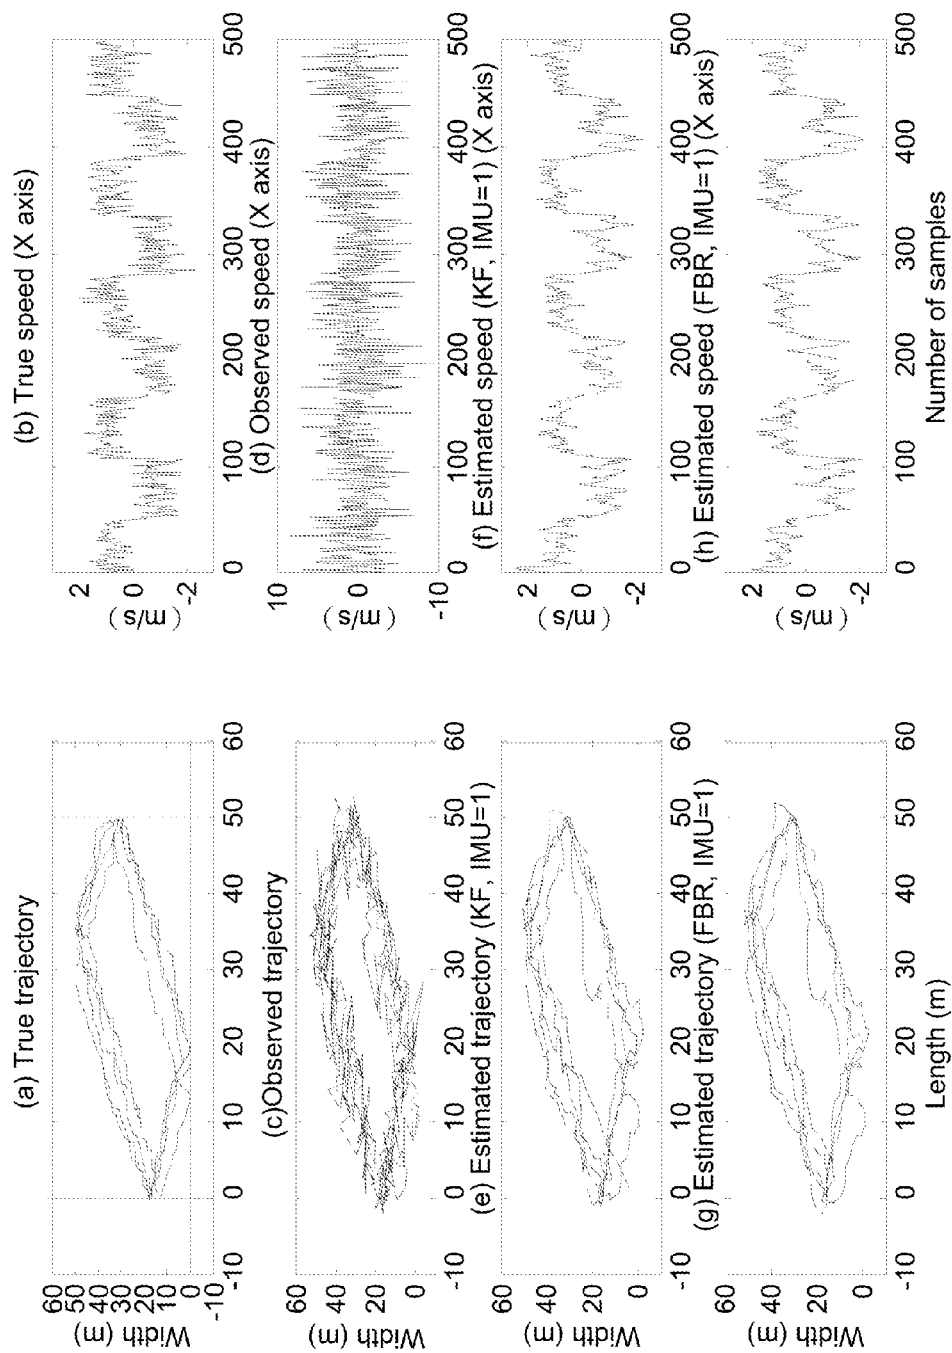 (a) True trajectory
60
50
40
30
20
10
0
-10
Width (m)
-10 0 10 20 30 40 50 60
(b) True speed (X axis)
2
0
-2
( m/s)
0 100 200 300 400 500
(c)Observed trajectory
60
40
20
0
Width (m)
-10 0 10 20 30 40 50 60
(d) Observed speed (X axis)
10
0
-10
( m/s)
0 100 200 300 400 500
(e) Estimated trajectory (KF, IMU=1)
60
40
20
0
Width (m)
-10 0 10 20 30 40 50 60
(f) Estimated speed (KF, IMU=1) (X axis)
2
0
-2
( m/s)
0 100 200 300 400 500
(g) Estimated trajectory (FBR, IMU=1)
60
40
20
0
Width (m)
-10 0 10 20 30 40 50 60
Length (m)
(h) Estimated speed (FBR, IMU=1) (X axis)
2
0
-2
( m/s)
0 100 200 300 400 500
Number of samples